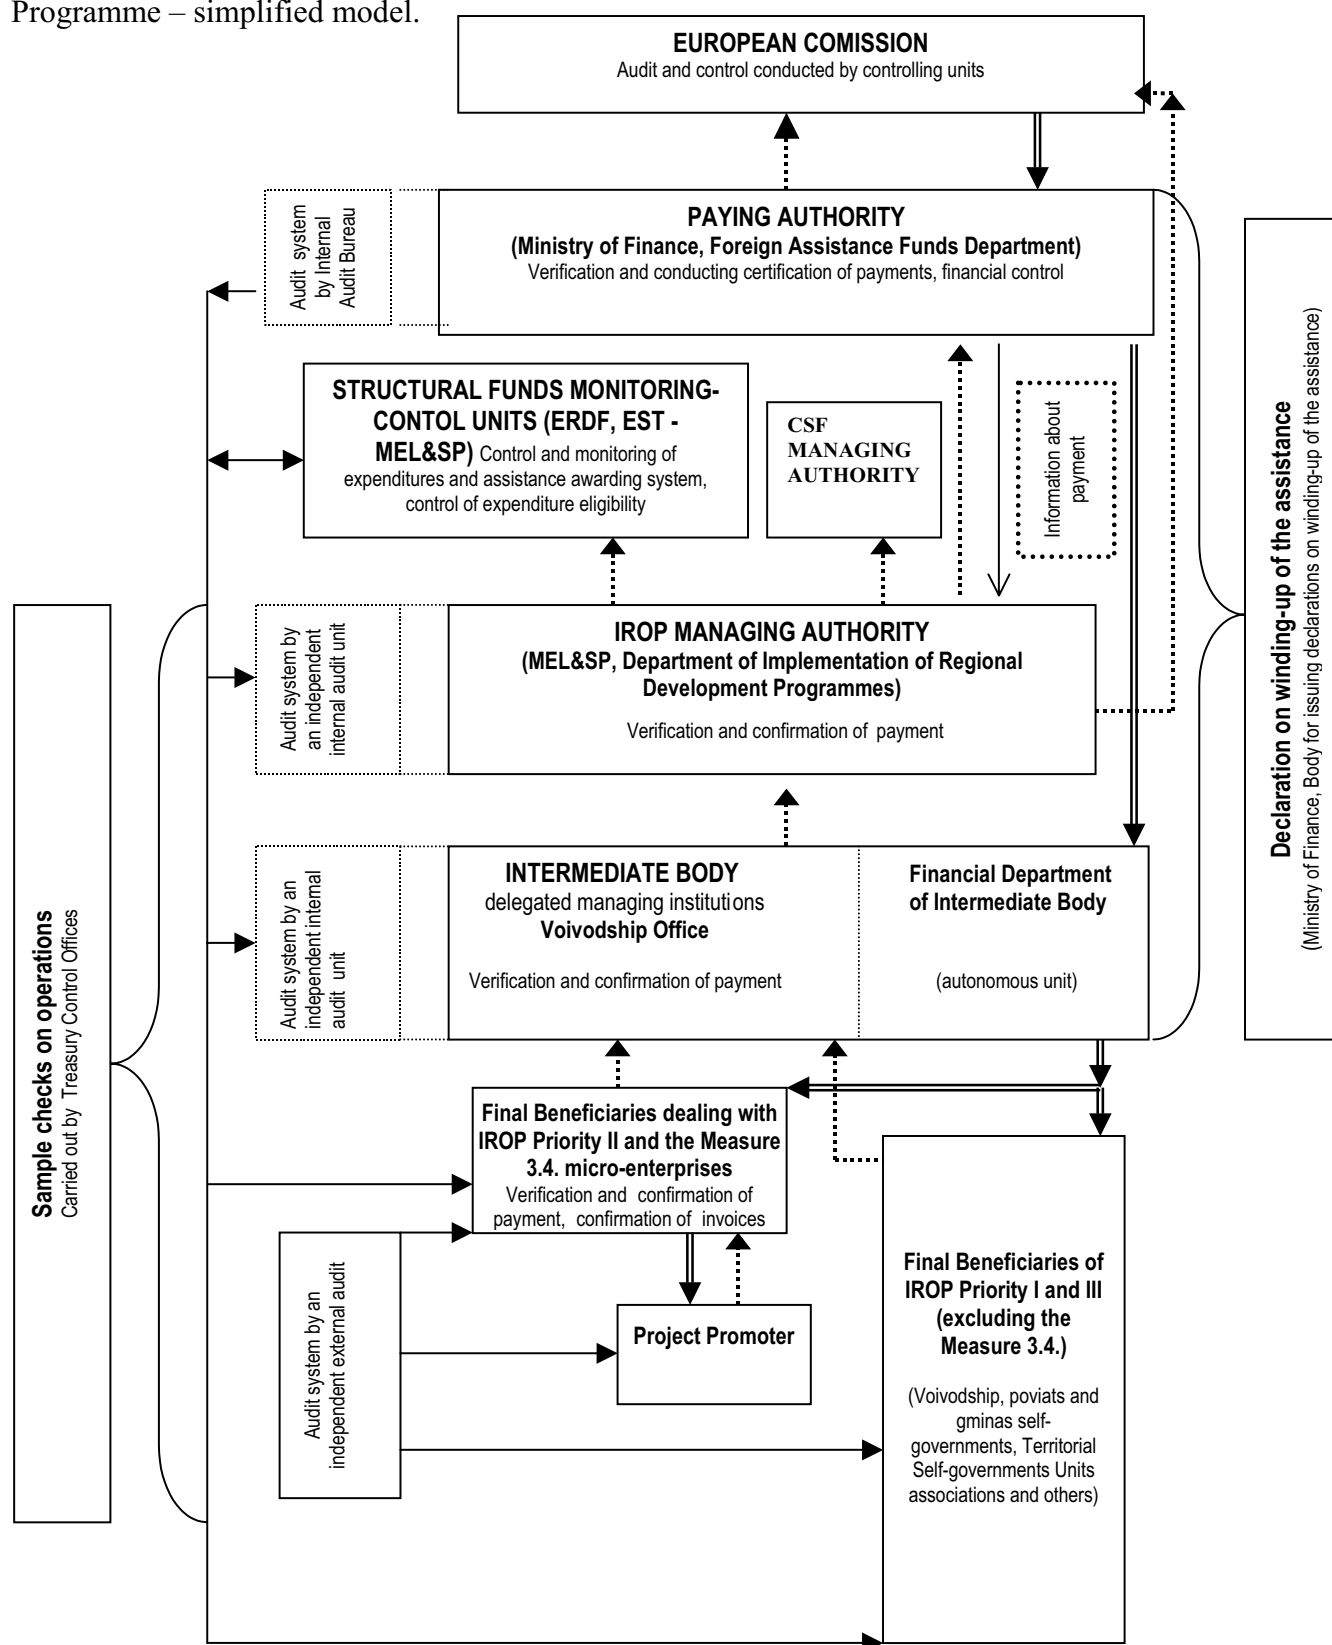 Programme – simplified model.
EUROPEAN COMISSION
Audit and control conducted by controlling units
Audit system
by Internal
Audit Bureau
PAYING AUTHORITY
(Ministry of Finance, Foreign Assistance Funds Department)
Verification and conducting certification of payments, financial control
STRUCTURAL FUNDS MONITORING-
CONTOL UNITS (ERDF, EST -
MEL&SP) Control and monitoring of
expenditures and assistance awarding system,
control of expenditure eligibility
CSF
MANAGING
AUTHORITY
Information about
payment
Declaration on winding-up of the assistance
(Ministry of Finance, Body for issuing declarations on winding-up of the assistance)
Audit system by
an independent
internal audit unit
IROP MANAGING AUTHORITY
(MEL&SP, Department of Implementation of Regional
Development Programmes)
Verification and confirmation of payment
Sample checks on operations
Carried out by Treasury Control Offices
Audit system by an
independent internal
audit unit
INTERMEDIATE BODY
delegated managing institutions
Voivodship Office
Verification and confirmation of payment
Financial Department
of Intermediate Body
(autonomous unit)
Final Beneficiaries dealing with
IROP Priority II and the Measure
3.4. micro-enterprises
Verification and confirmation of
payment, confirmation of invoices
Audit system by an
independent external audit
Project Promoter
Final Beneficiaries of
IROP Priority I and III
(excluding the
Measure 3.4.)
(Voivodship, poviats and
gminas self-
governments, Territorial
Self-governments Units
associations and others)